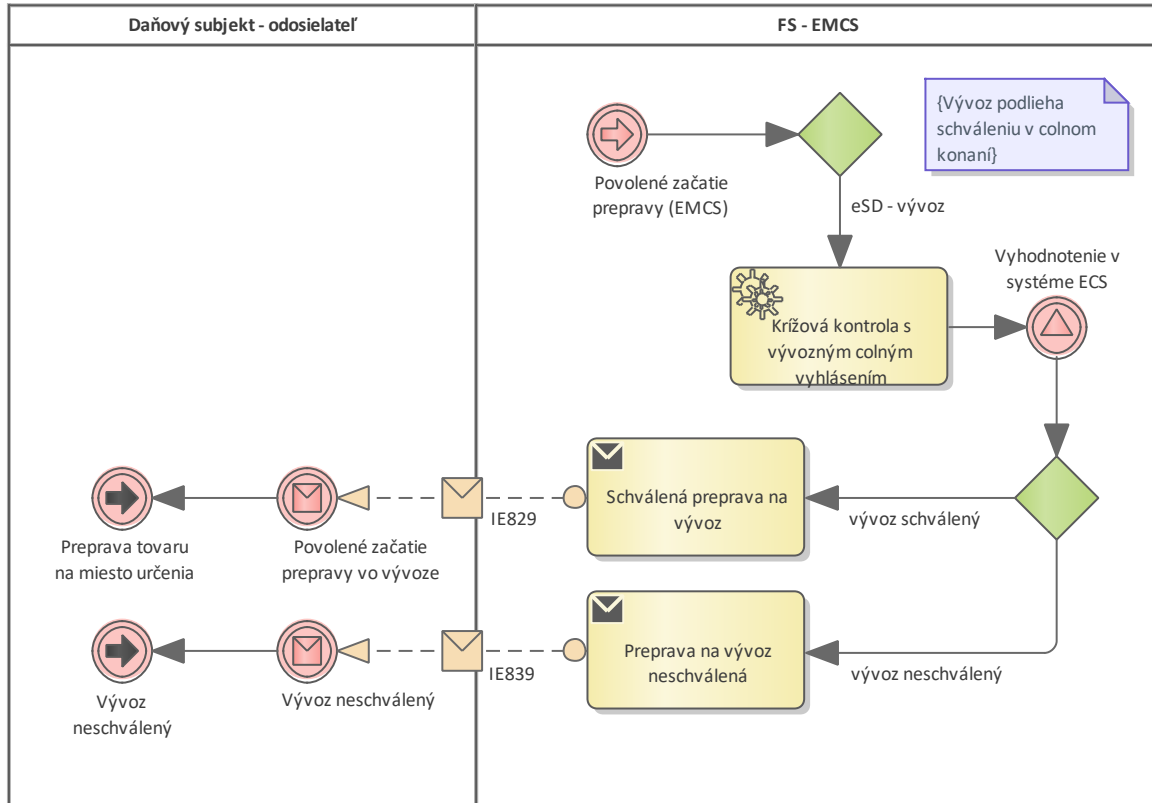 Daňový subjekt - odosielateľ
FS - EMCS
{Vývoz podlieha
schváleniu v colnom
konaní}
Povolené začatie
prepravy (EMCS)
eSD - vývoz
Vyhodnotenie v
systéme ECS
Krížová kontrola s
vývozným colným
vyhlásením
Schválená preprava na
vývoz
vývoz schválený
IE829
Povolené začatie
prepravy vo vývoze
Preprava tovaru
na miesto určenia
Preprava na vývoz
neschválená
vývoz neschválený
IE839
Vývoz neschválený
Vývoz
neschválený